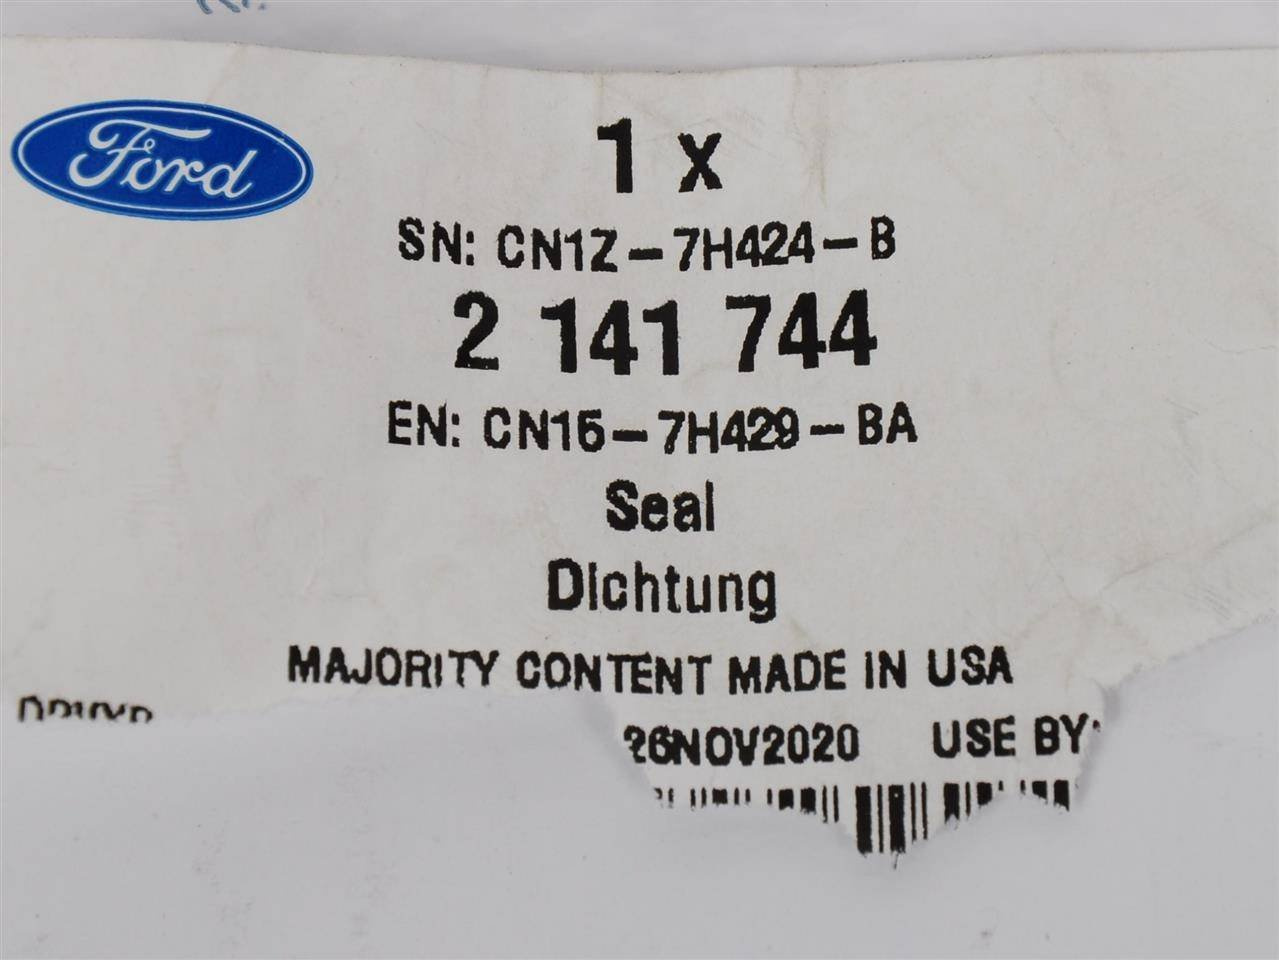 Ford
1 x
SN: CN1Z-7H424-B
2 141 744
EN: CN15-7H429-BA
Seal
Dichtung
MAJORITY CONTENT MADE IN USA
26NOV2020 USE BY: